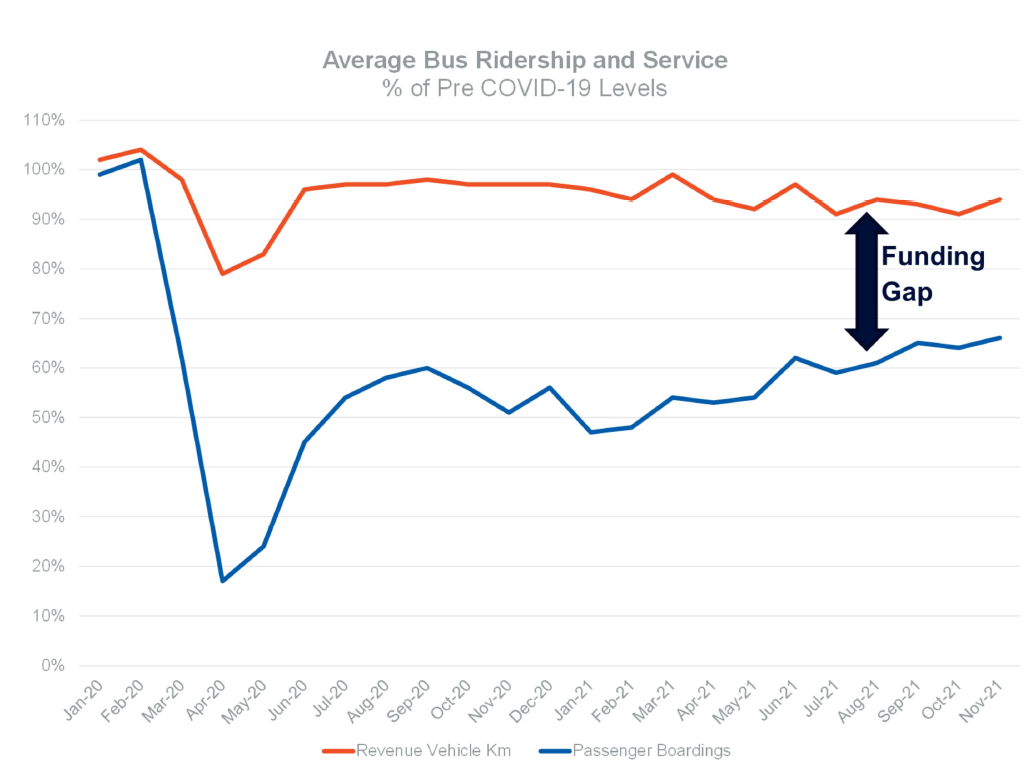 Average Bus Ridership and Service
% of Pre COVID-19 Levels
110%
100%
90%
80%
70%
60%
50%
40%
30%
20%
10%
0%
Funding
Gap
Jan-20
Feb-20
Mar-20
Apr-20
May-20
Jun-20
Jul-20
Aug-20
Sep-20
Oct-20
Nov-20
Dec-20
Jan-21
Feb-21
Mar-21
Apr-21
May-21
Jun-21
Jul-21
Aug-21
Sep-21
Oct-21
Nov-21
Revenue Vehicle Km
Passenger Boardings